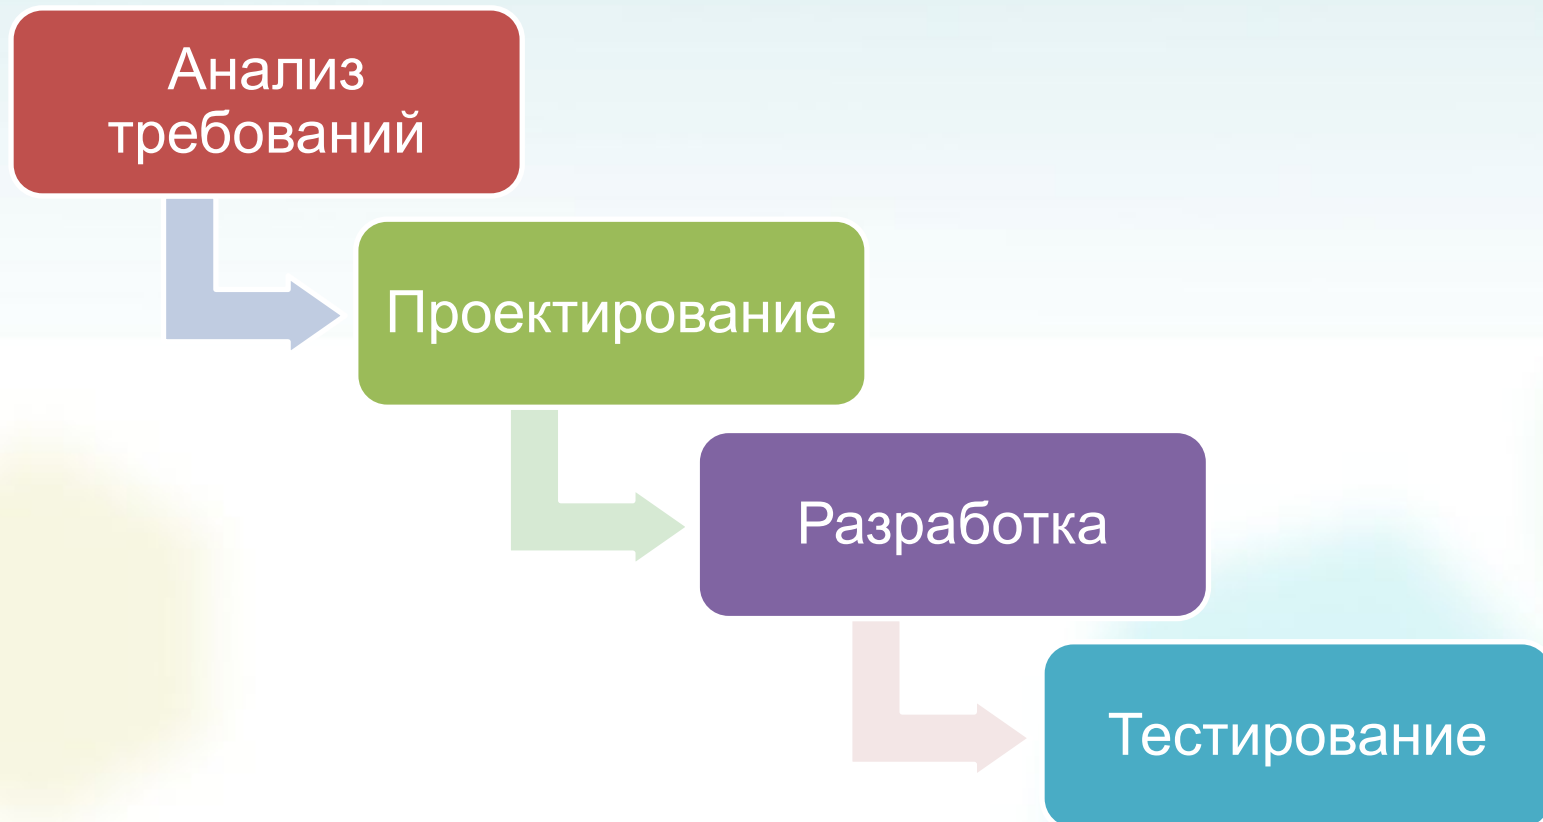 Анализ
требований
Проектирование
Разработка
Тестирование